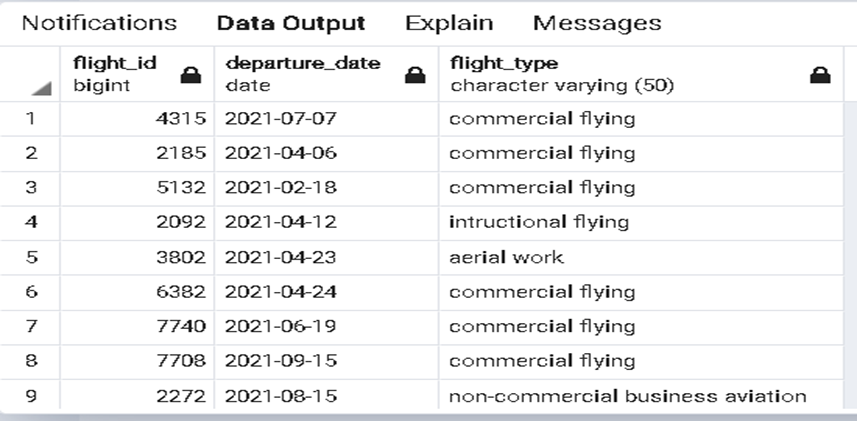 Notifications Data Output Explain Messages
flight_id departure_date flight_type
bigint date character varying (50)
1 4315 2021-07-07 commercial flying
2 2185 2021-04-06 commercial flying
3 5132 2021-02-18 commercial flying
4 2092 2021-04-12 intructional flying
5 3802 2021-04-23 aerial work
6 6382 2021-04-24 commercial flying
7 7740 2021-06-19 commercial flying
8 7708 2021-09-15 commercial flying
9 2272 2021-08-15 non-commercial business aviation